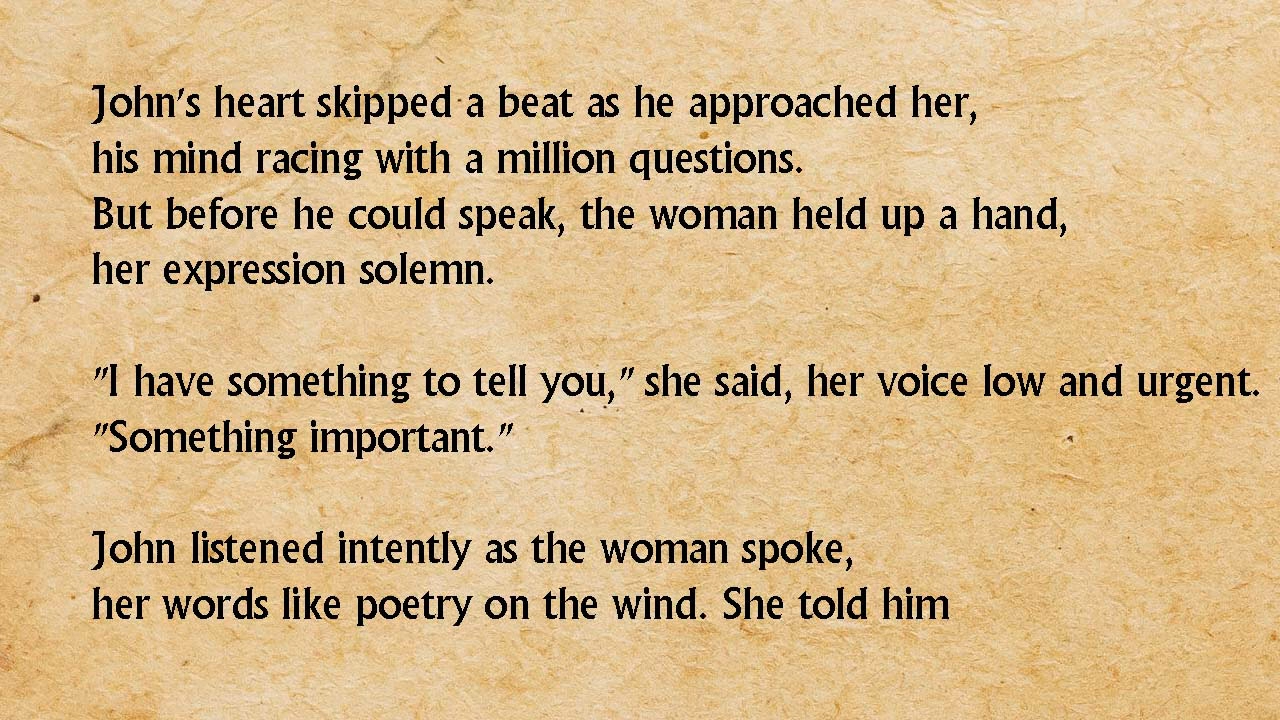 John's heart skipped a beat as he approached her,
his mind racing with a million questions.
But before he could speak, the woman held up a hand,
her expression solemn.
"I have something to tell you," she said, her voice low and urgent.
"Something important."
John listened intently as the woman spoke,
her words like poetry on the wind. She told him